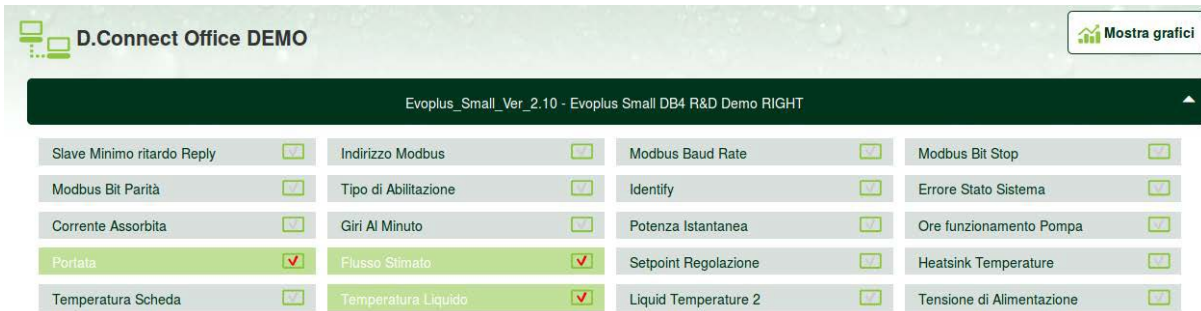 D.Connect Office DEMO
Mostra grafici
Evoplus_Small_Ver_2.10 - Evoplus Small DB4 R&D Demo RIGHT
Slave Minimo ritardo Reply
Indirizzo Modbus
Modbus Baud Rate
Modbus Bit Stop
Modbus Bit Parità
Tipo di Abilitazione
Identify
Errore Stato Sistema
Corrente Assorbita
Giri Al Minuto
Potenza Istantanea
Ore funzionamento Pompa
Portata
Flusso Stimato
Setpoint Regolazione
Heatsink Temperature
Temperatura Scheda
Temperatura Liquido
Liquid Temperature 2
Tensione di Alimentazione